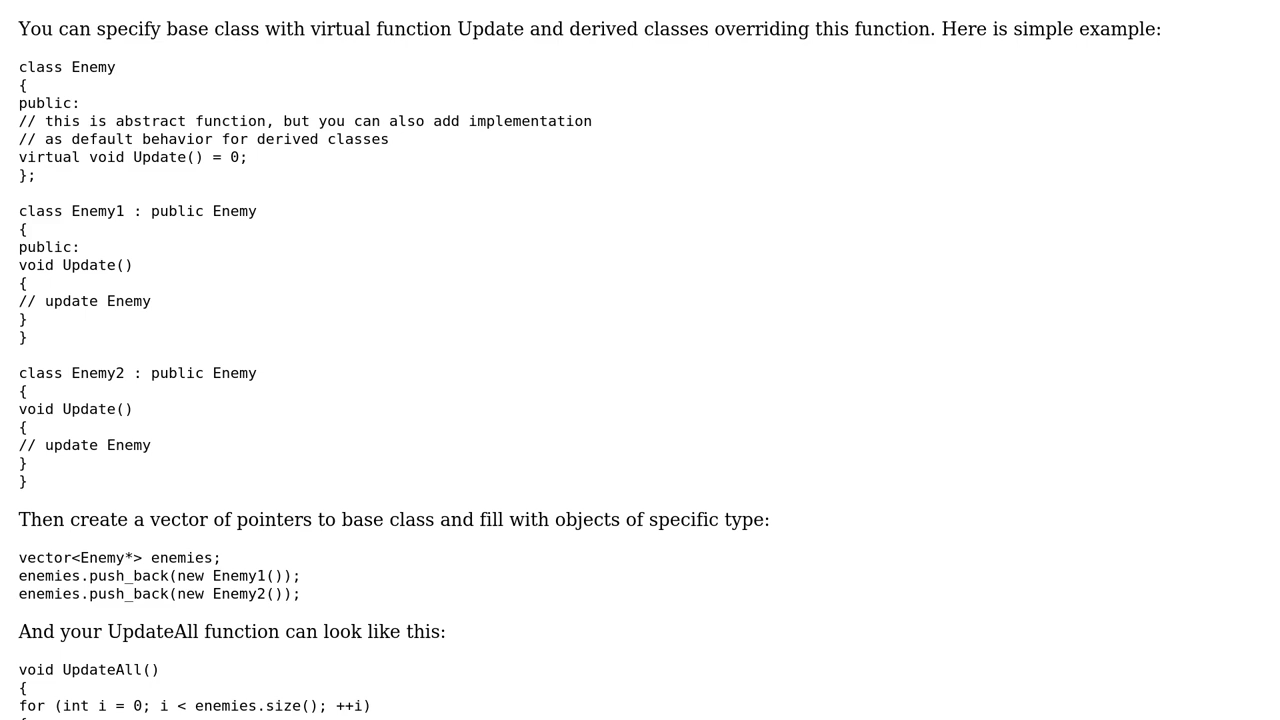 You can specify base class with virtual function Update and derived classes overriding this function. Here is simple example:
class Enemy
{
public:
// this is abstract function, but you can also add implementation
// as default behavior for derived classes
virtual void Update() = 0;
};
class Enemy1 : public Enemy
{
public:
void Update()
{
// update Enemy
}
}
class Enemy2 : public Enemy
{
void Update()
{
// update Enemy
}
}
Then create a vector of pointers to base class and fill with objects of specific type:
vector<Enemy*> enemies;
enemies.push_back(new Enemy1());
enemies.push_back(new Enemy2());
And your UpdateAll function can look like this:
void UpdateAll()
{
for (int i = 0; i < enemies.size(); ++i)
{